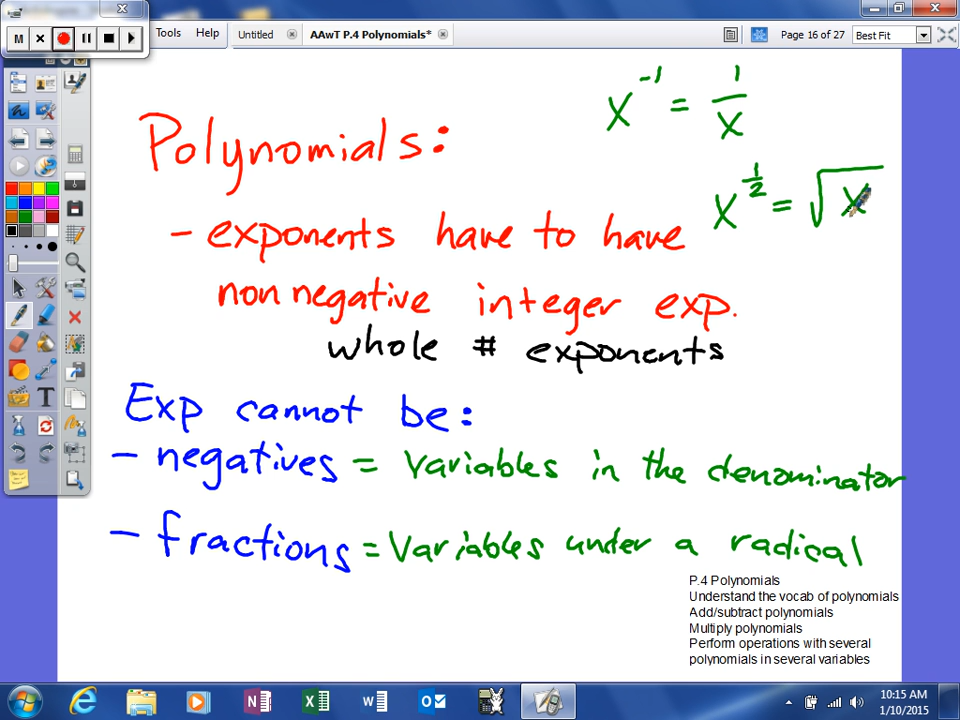 Tools Help Untitled AAwT P.4 Polynomials* Page 16 of 27 Best Fit
x^-1 = 1/x
Polynomials:
x^1/2 = √x
- exponents have to have
non negative integer exp.
whole # exponents
Exp cannot be:
- negatives = variables in the denominator
- fractions = Variables under a radical
P.4 Polynomials
Understand the vocab of polynomials
Add/subtract polynomials
Multiply polynomials
Perform operations with several
polynomials in several variables
10:15 AM
1/10/2015